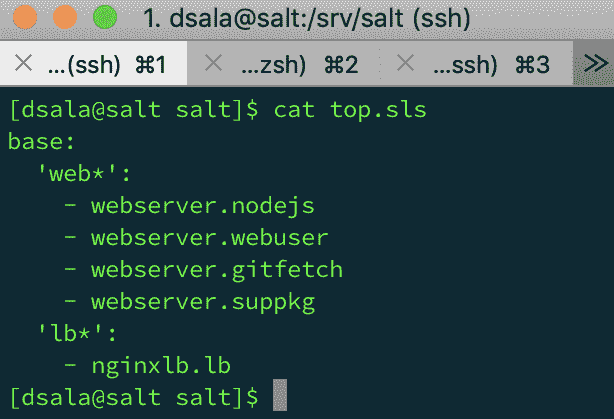 1. dsala@salt:/srv/salt (ssh)
...(ssh) ⌘1 ...zsh) ⌘2 ...ssh) ⌘3 >>
[dsala@salt salt]$ cat top.sls
base:
  'web*':
    - webserver.nodejs
    - webserver.webuser
    - webserver.gitfetch
    - webserver.suppkg
  'lb*':
    - nginxlb.lb
[dsala@salt salt]$